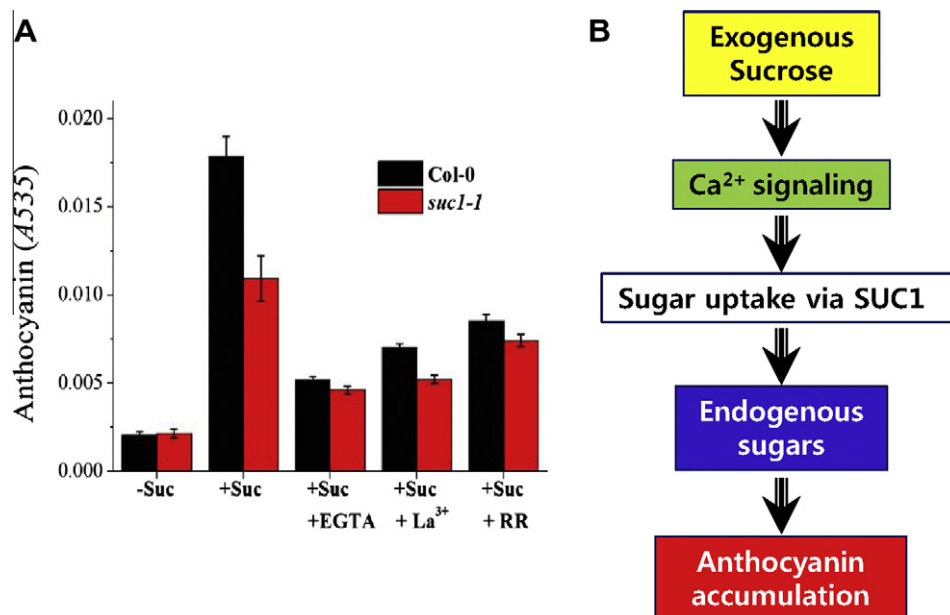 A
Anthocyanin (A535)
0.020
0.015
0.010
0.005
0.000
Col-0
suc1-1
-Suc
+Suc
+Suc
+EGTA
+Suc
+ La³⁺
+Suc
+ RR
B
Exogenous
Sucrose
Ca²⁺ signaling
Sugar uptake via SUC1
Endogenous
sugars
Anthocyanin
accumulation